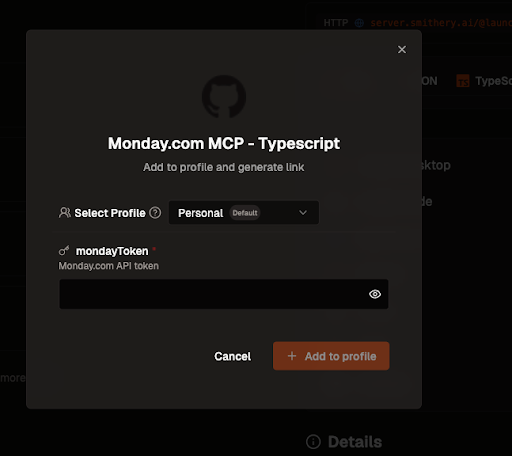 HTTP server.smithery.ai/@laun
ON TypeSc
Monday.com MCP - Typescript
Add to profile and generate link
sktop
de
Select Profile Personal Default
mondayToken *
Monday.com API token
Cancel + Add to profile
more
Details